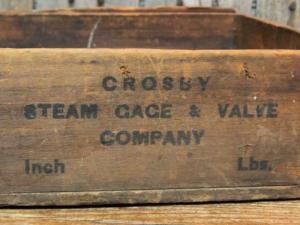 CROSBY
STEAM GAGE & VALVE
COMPANY
Inch Lbs.